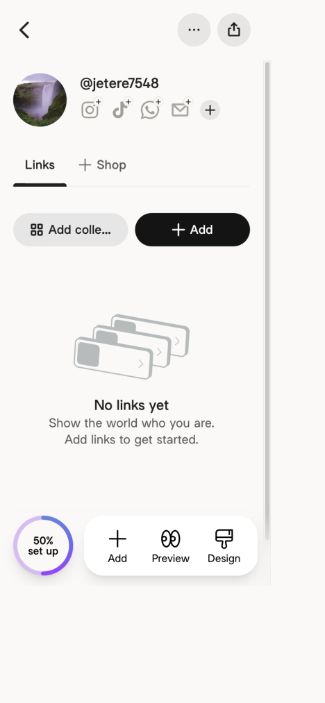 @jetere7548
Links
Shop
Add colle...
Add
No links yet
Show the world who you are.
Add links to get started.
50%
set up
Add
Preview
Design